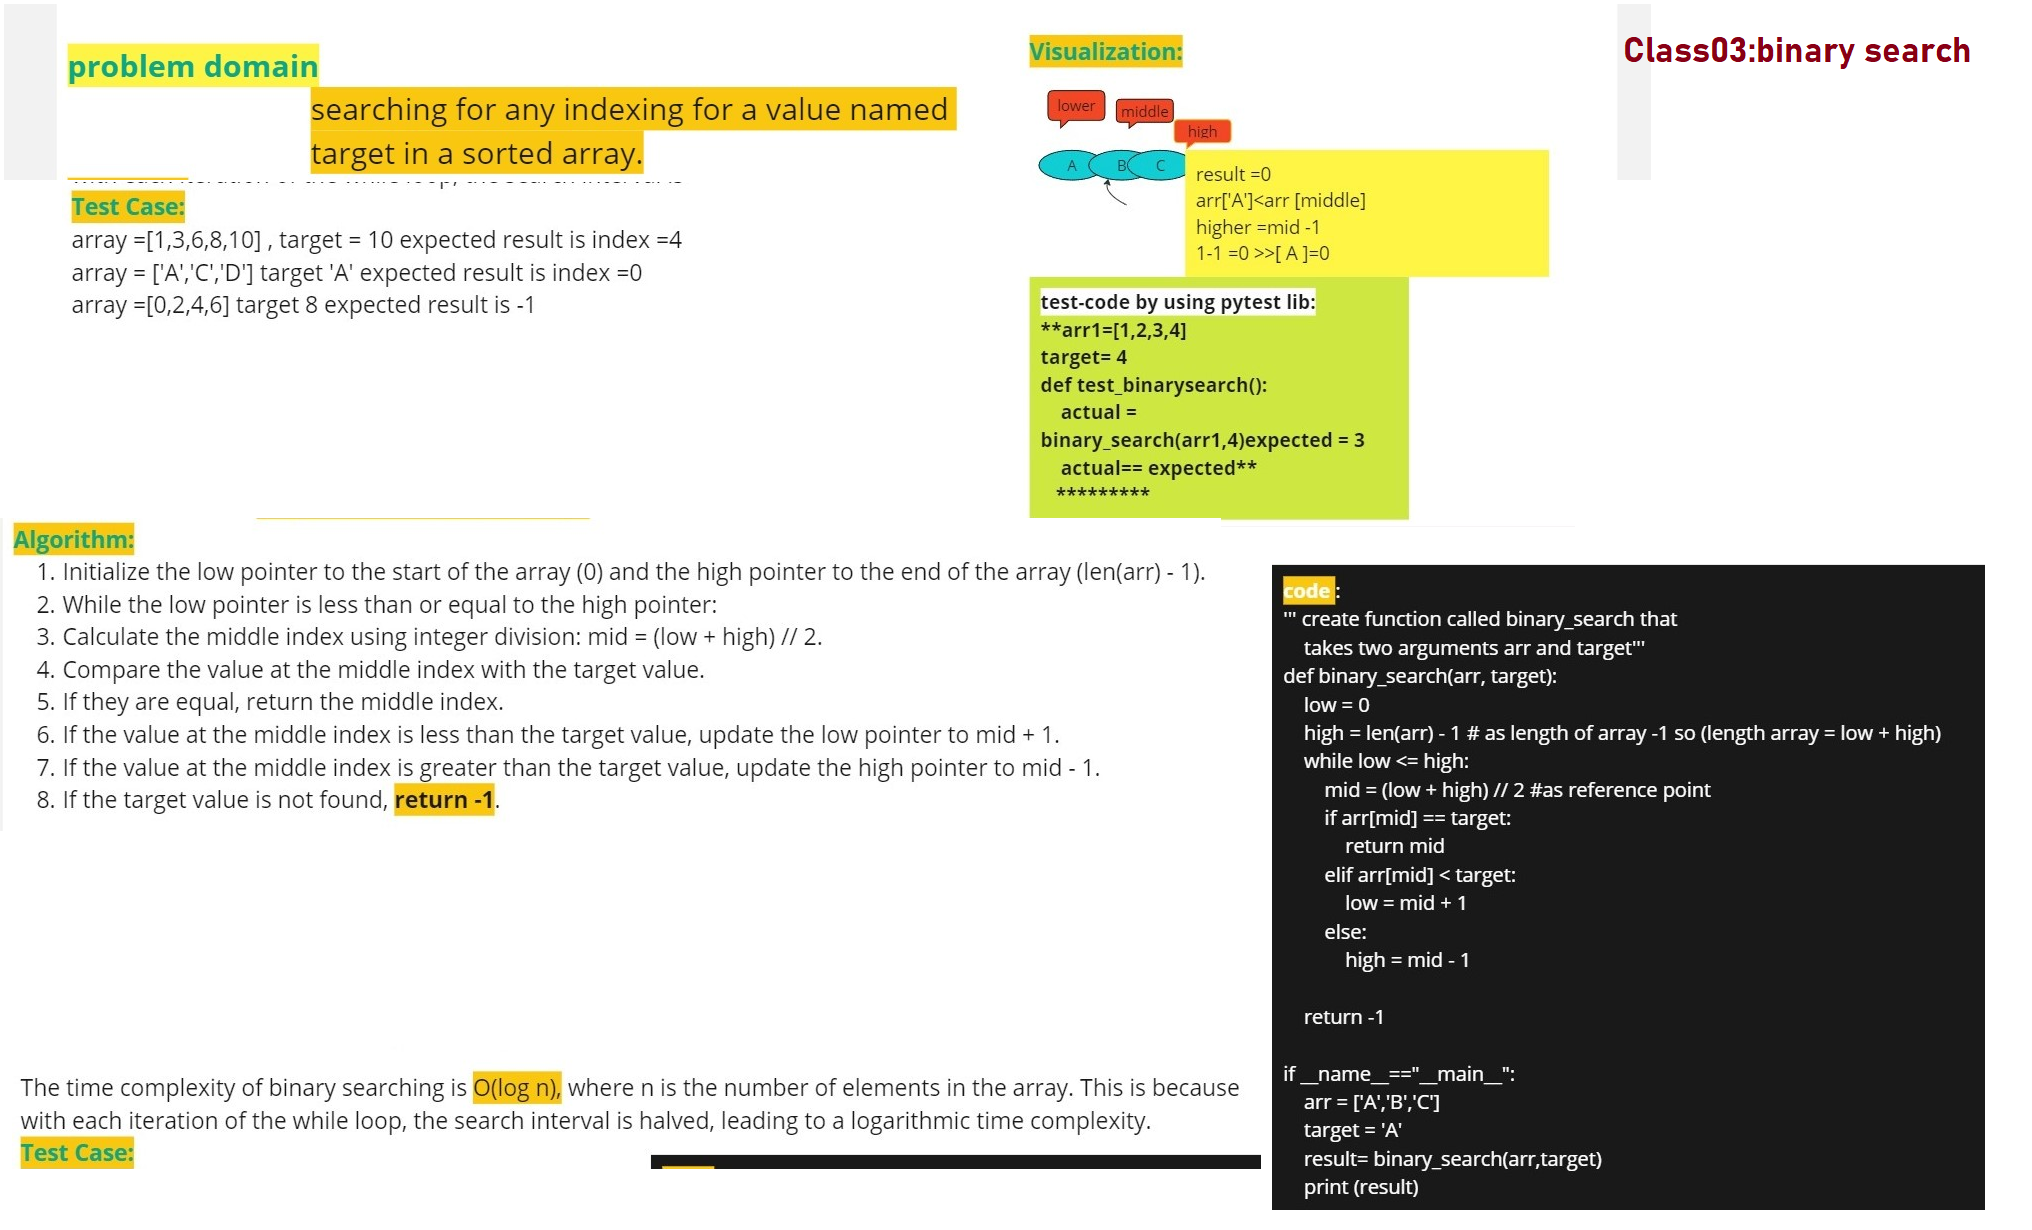 problem domain
searching for any indexing for a value named
target in a sorted array.
Test Case:
array =[1,3,6,8,10] , target = 10 expected result is index =4
array = ['A','C','D'] target 'A' expected result is index =0
array =[0,2,4,6] target 8 expected result is -1
Visualization:
lower
middle
high
A
B
C
result =0
arr['A']<arr [middle]
higher =mid -1
1-1 =0 >>[ A ]=0
test-code by using pytest lib:
**arr1=[1,2,3,4]
target= 4
def test_binarysearch():
actual =
binary_search(arr1,4)expected = 3
actual== expected**
*********
Class03:binary search
Algorithm:
1. Initialize the low pointer to the start of the array (0) and the high pointer to the end of the array (len(arr) - 1).
2. While the low pointer is less than or equal to the high pointer:
3. Calculate the middle index using integer division: mid = (low + high) // 2.
4. Compare the value at the middle index with the target value.
5. If they are equal, return the middle index.
6. If the value at the middle index is less than the target value, update the low pointer to mid + 1.
7. If the value at the middle index is greater than the target value, update the high pointer to mid - 1.
8. If the target value is not found, return -1.
The time complexity of binary searching is O(log n), where n is the number of elements in the array. This is because
with each iteration of the while loop, the search interval is halved, leading to a logarithmic time complexity.
Test Case:
code :
''' create function called binary_search that
takes two arguments arr and target'''
def binary_search(arr, target):
low = 0
high = len(arr) - 1 # as length of array -1 so (length array = low + high)
while low <= high:
mid = (low + high) // 2 #as reference point
if arr[mid] == target:
return mid
elif arr[mid] < target:
low = mid + 1
else:
high = mid - 1
return -1
if __name__=="__main__":
arr = ['A','B','C']
target = 'A'
result= binary_search(arr,target)
print (result)